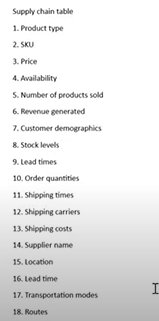 Supply chain table
1. Product type
2. SKU
3. Price
4. Availability
5. Number of products sold
6. Revenue generated
7. Customer demographics
8. Stock levels
9. Lead times
10. Order quantities
11. Shipping times
12. Shipping carriers
13. Shipping costs
14. Supplier name
15. Location
16. Lead time
17. Transportation modes
18. Routes